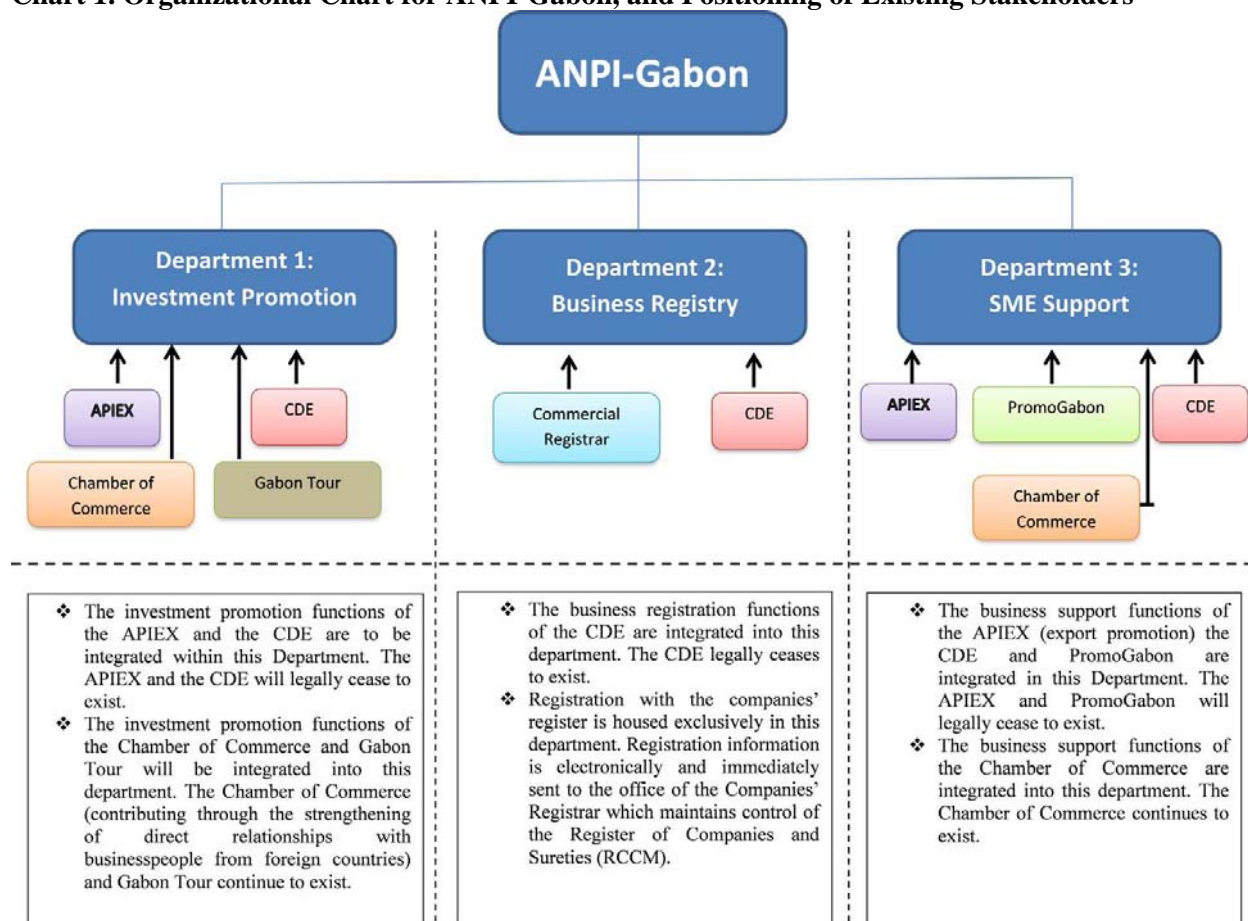 Chart 1: Organizational Chart for ANPI-Gabon, and Positioning of Existing Stakeholders
ANPI-Gabon
Department 1:
Investment Promotion
APIEX
CDE
Chamber of
Commerce
Gabon Tour
Department 2:
Business Registry
Commercial
Registrar
CDE
Department 3:
SME Support
APIEX
PromoGabon
CDE
Chamber of
Commerce
❖ The investment promotion functions of
the APIEX and the CDE are to be
integrated within this Department. The
APIEX and the CDE will legally cease to
exist.
❖ The investment promotion functions of
the Chamber of Commerce and Gabon
Tour will be integrated into this
department. The Chamber of Commerce
(contributing through the strengthening
of direct relationships with
businesspeople from foreign countries)
and Gabon Tour continue to exist.
❖ The business registration functions
of the CDE are integrated into this
department. The CDE legally ceases
to exist.
❖ Registration with the companies'
register is housed exclusively in this
department. Registration information
is electronically and immediately
sent to the office of the Companies'
Registrar which maintains control of
the Register of Companies and
Sureties (RCCM).
❖ The business support functions of
the APIEX (export promotion) the
CDE and PromoGabon are
integrated in this Department. The
APIEX and PromoGabon will
legally cease to exist.
❖ The business support functions of
the Chamber of Commerce are
integrated into this department. The
Chamber of Commerce continues to
exist.